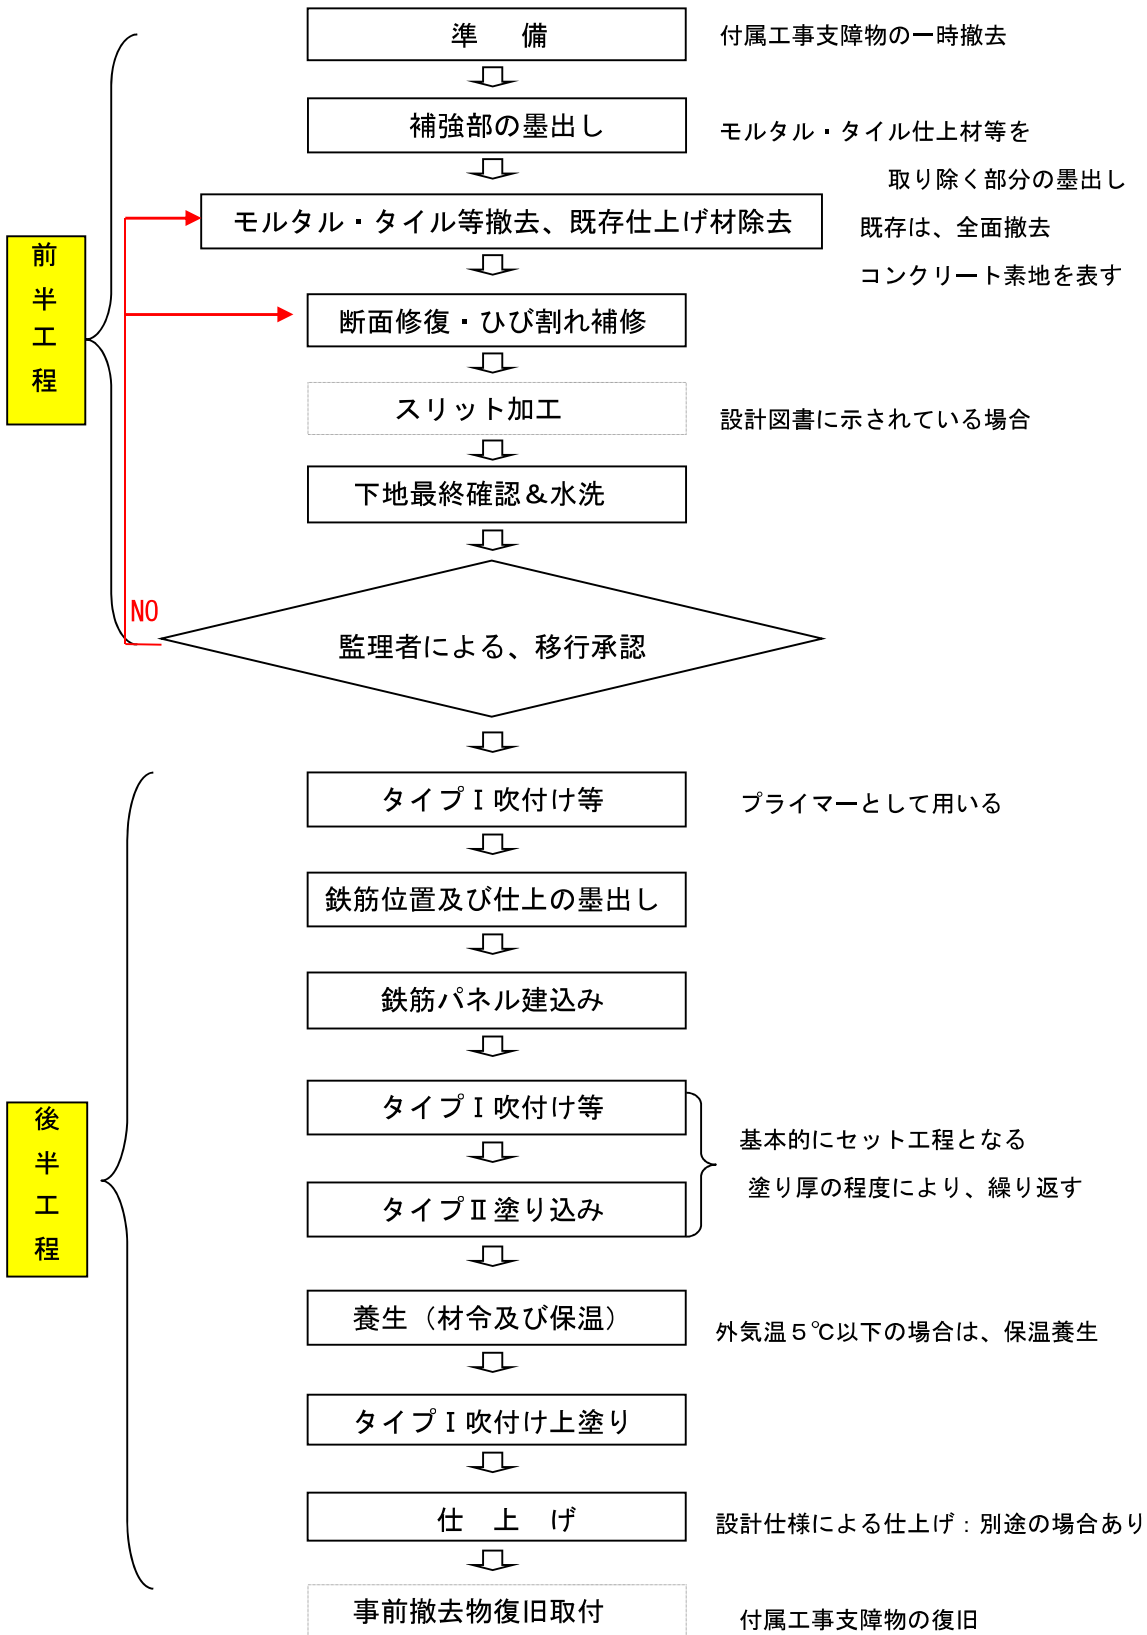 準　備
付属工事支障物の一時撤去
補強部の墨出し
モルタル・タイル仕上材等を
取り除く部分の墨出し
モルタル・タイル等撤去、既存仕上げ材除去
既存は、全面撤去
コンクリート素地を表す
前半工程
断面修復・ひび割れ補修
スリット加工
設計図書に示されている場合
下地最終確認＆水洗
NO
監理者による、移行承認
タイプⅠ吹付け等
プライマーとして用いる
鉄筋位置及び仕上の墨出し
鉄筋パネル建込み
タイプⅠ吹付け等
基本的にセット工程となる
塗り厚の程度により、繰り返す
タイプⅡ塗り込み
後半工程
養生（材令及び保温）
外気温５℃以下の場合は、保温養生
タイプⅠ吹付け上塗り
仕　上　げ
設計仕様による仕上げ：別途の場合あり
事前撤去物復旧取付
付属工事支障物の復旧